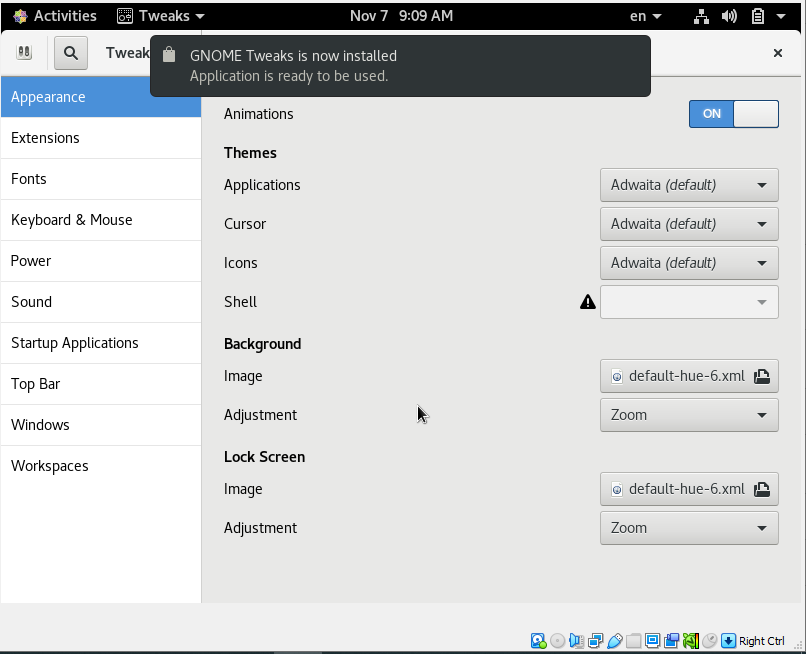 Activities Tweaks Nov 7 9:09 AM en
Tweak
GNOME Tweaks is now installed
Application is ready to be used.
Appearance
Extensions
Fonts
Keyboard & Mouse
Power
Sound
Startup Applications
Top Bar
Windows
Workspaces
Animations ON
Themes
Applications Adwaita (default)
Cursor Adwaita (default)
Icons Adwaita (default)
Shell
Background
Image default-hue-6.xml
Adjustment Zoom
Lock Screen
Image default-hue-6.xml
Adjustment Zoom
Right Ctrl